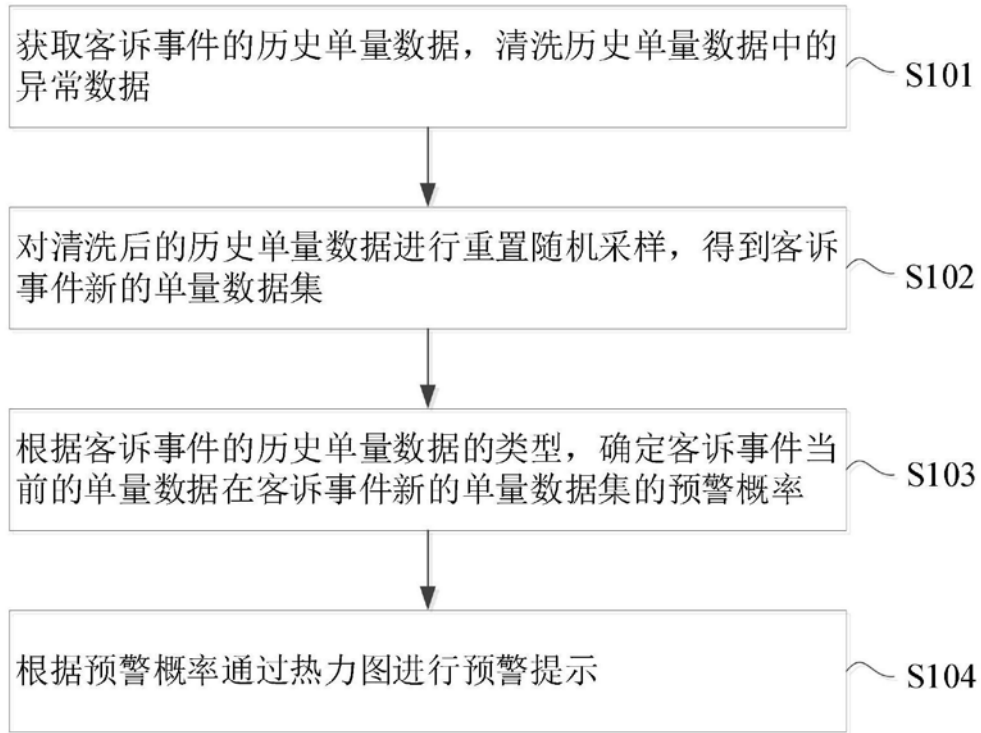 获取客诉事件的历史单量数据，清洗历史单量数据中的
异常数据
S101
对清洗后的历史单量数据进行重置随机采样，得到客诉
事件新的单量数据集
S102
根据客诉事件的历史单量数据的类型，确定客诉事件当
前的单量数据在客诉事件新的单量数据集的预警概率
S103
根据预警概率通过热力图进行预警提示
S104